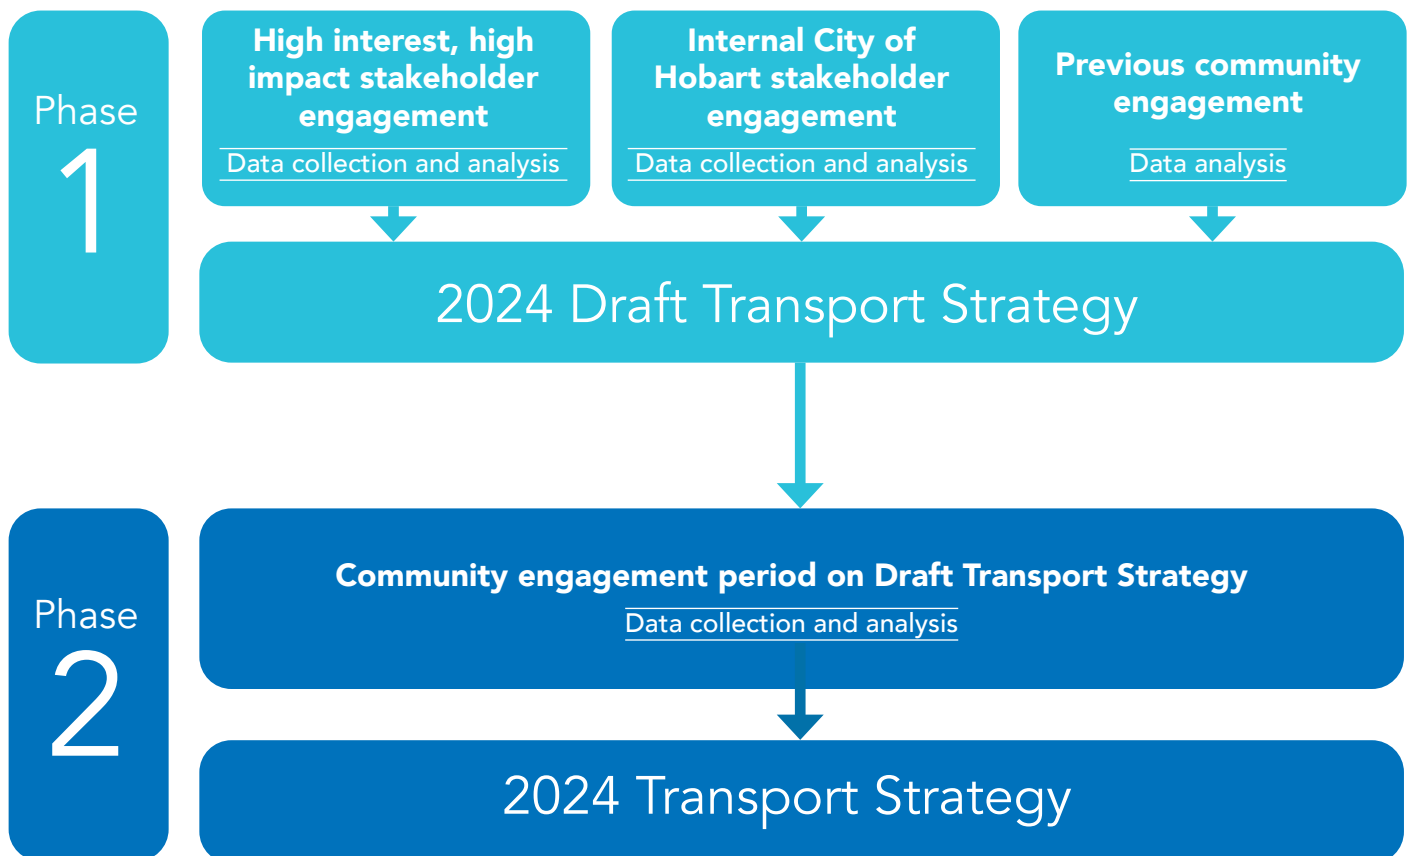 Phase
1
High interest, high
impact stakeholder
engagement
Data collection and analysis
Internal City of
Hobart stakeholder
engagement
Data collection and analysis
Previous community
engagement
Data analysis
2024 Draft Transport Strategy
Phase
2
Community engagement period on Draft Transport Strategy
Data collection and analysis
2024 Transport Strategy